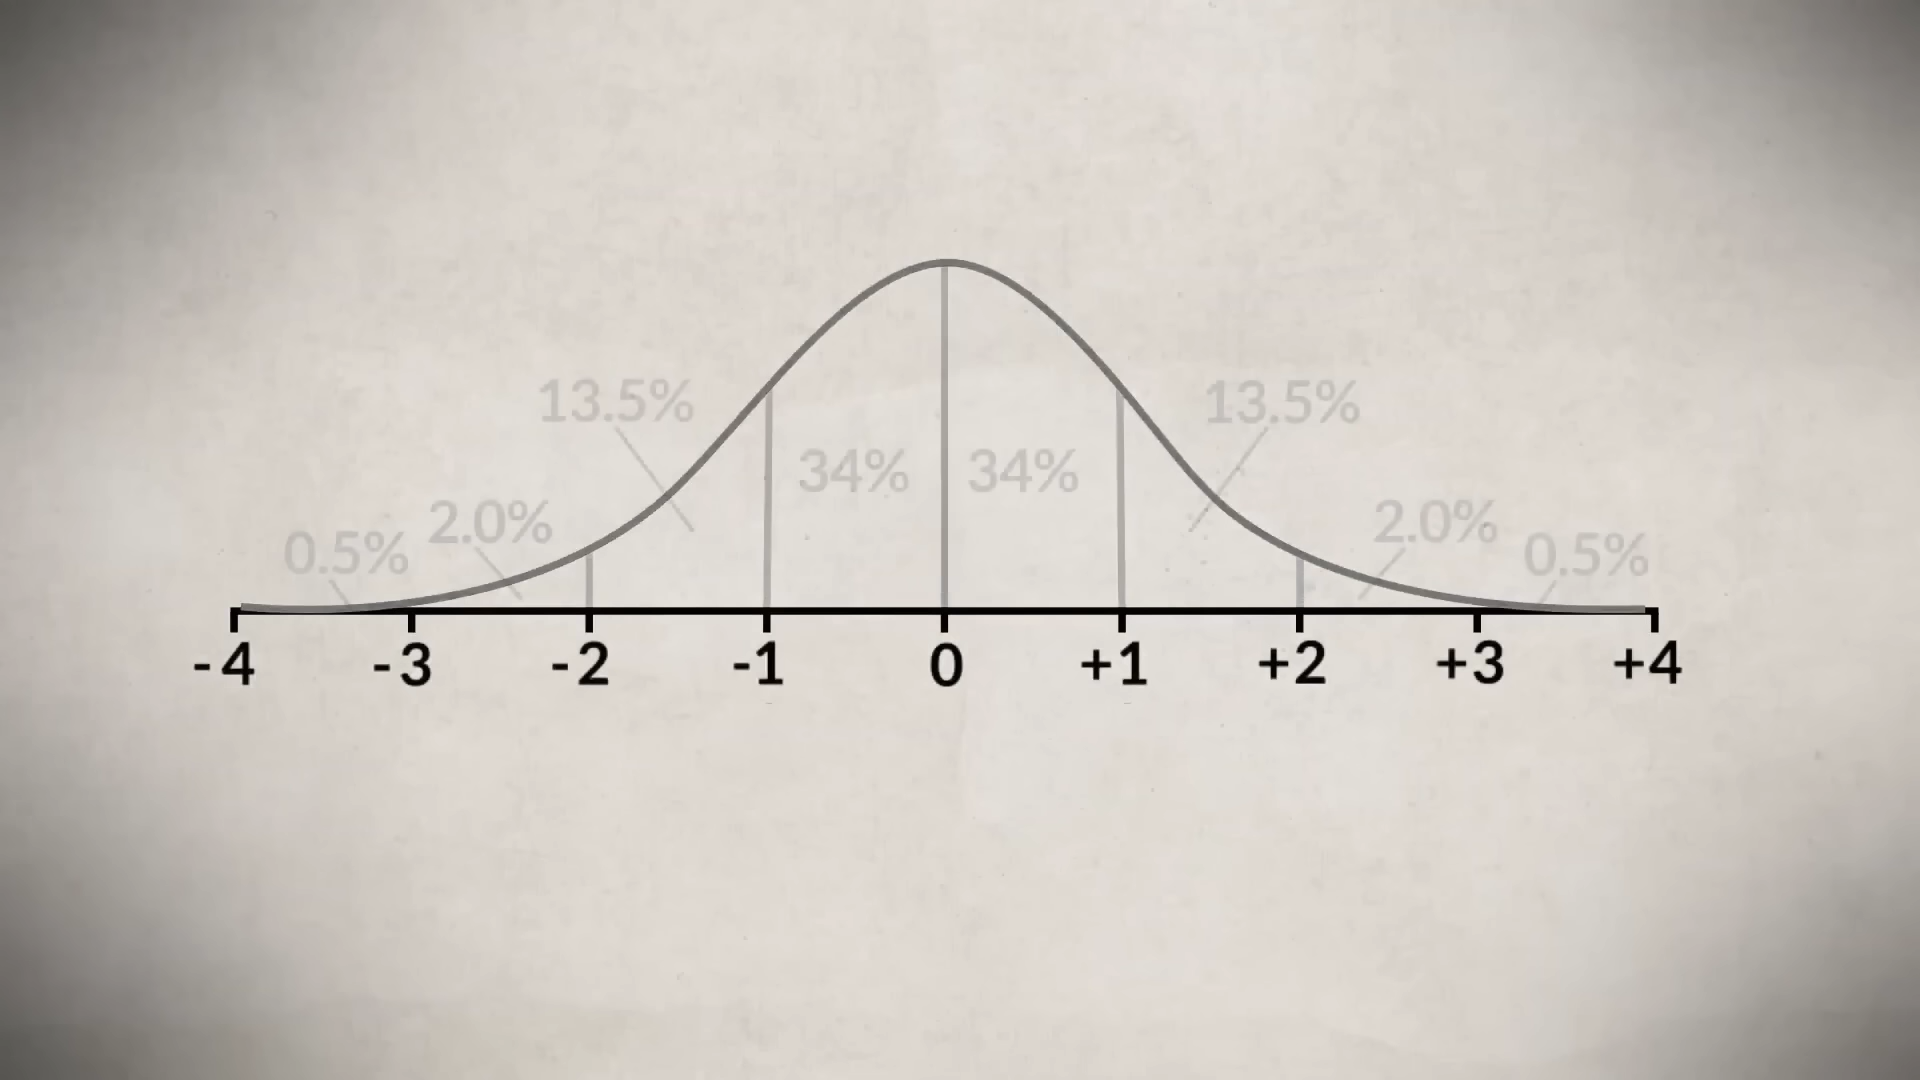 13.5% 13.5%
34% 34%
2.0% 2.0%
0.5% 0.5%
-4 -3 -2 -1 0 +1 +2 +3 +4